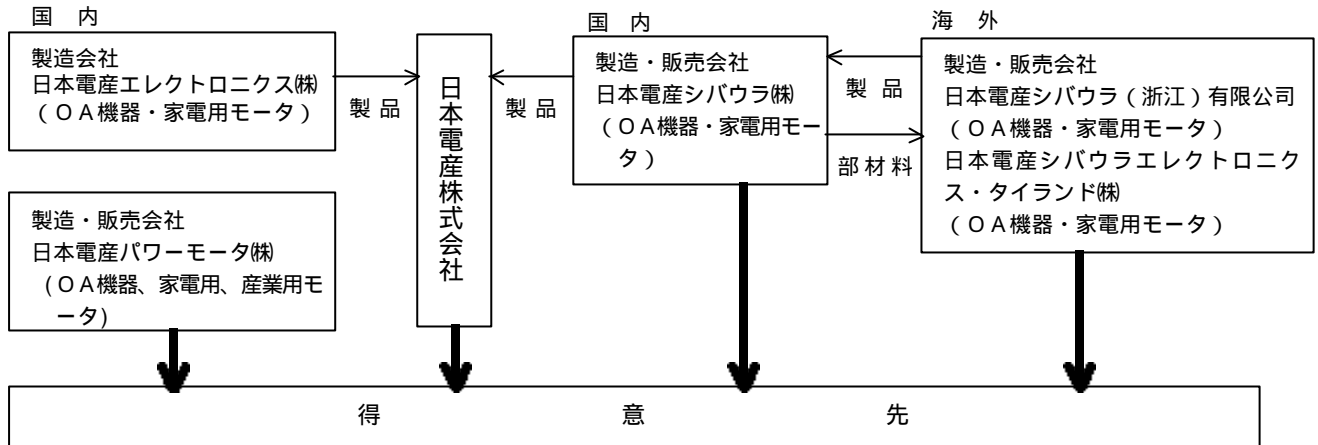 国 内
製造会社
日本電産エレクトロニクス㈱
（ＯＡ機器・家電用モータ）
製 品
製造・販売会社
日本電産パワーモータ㈱
(ＯＡ機器、家電用、産業用モ
ータ)
日本電産株式会社
製 品
国 内
製造・販売会社
日本電産シバウラ㈱
（ＯＡ機器・家電用モー
タ）
製 品
部 材 料
海 外
製造・販売会社
日本電産シバウラ（浙江）有限公司
（ＯＡ機器・家電用モータ）
日本電産シバウラエレクトロニク
ス・タイランド㈱
（ＯＡ機器・家電用モータ）
得 意 先